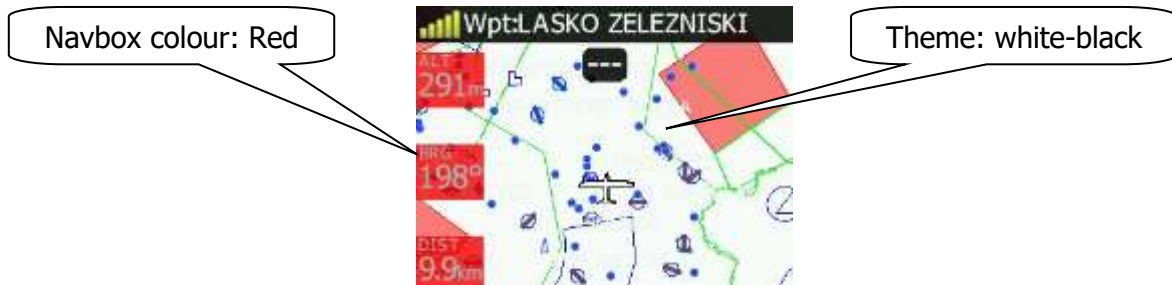 Navbox colour: Red
Wpt:LASKO ZELEZNISKI
Theme: white-black
---
ALT
291m
BRG
198°
DIST
9.9km